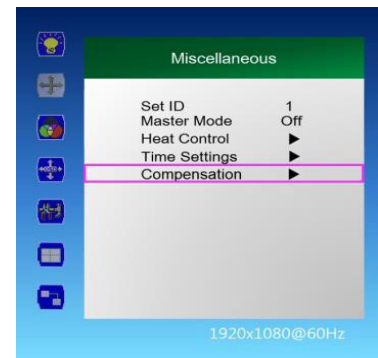 Miscellaneous
Set ID 1
Master Mode Off
Heat Control ▶
Time Settings ▶
Compensation ▶
1920x1080@60Hz